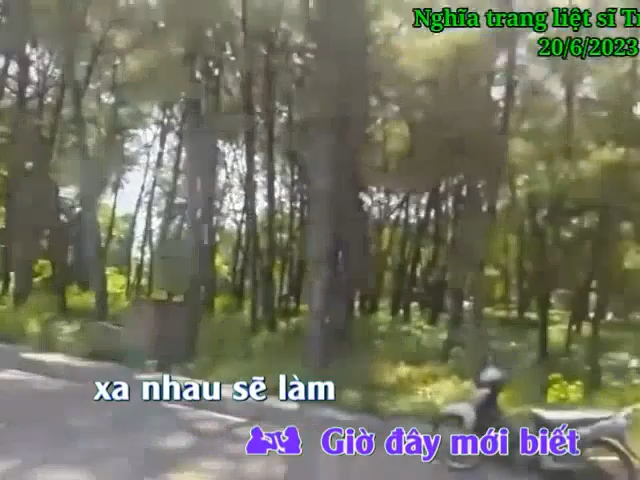 Nghĩa trang liệt sĩ
20/6/2023
xa nhau sẽ làm
Giờ đây mới biết